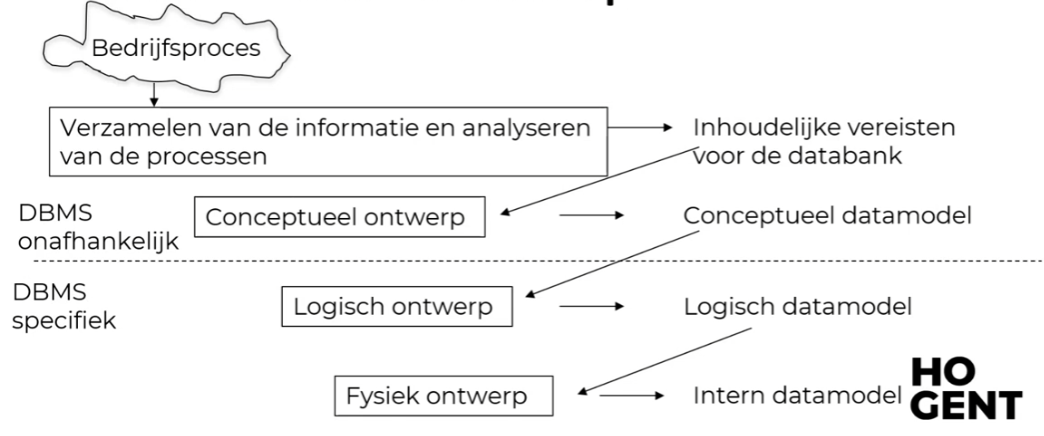 Bedrijfsproces
Verzamelen van de informatie en analyseren
van de processen
Inhoudelijke vereisten
voor de databank
DBMS
onafhankelijk
Conceptueel ontwerp
Conceptueel datamodel
DBMS
specifiek
Logisch ontwerp
Logisch datamodel
Fysiek ontwerp
Intern datamodel
HO
GENT